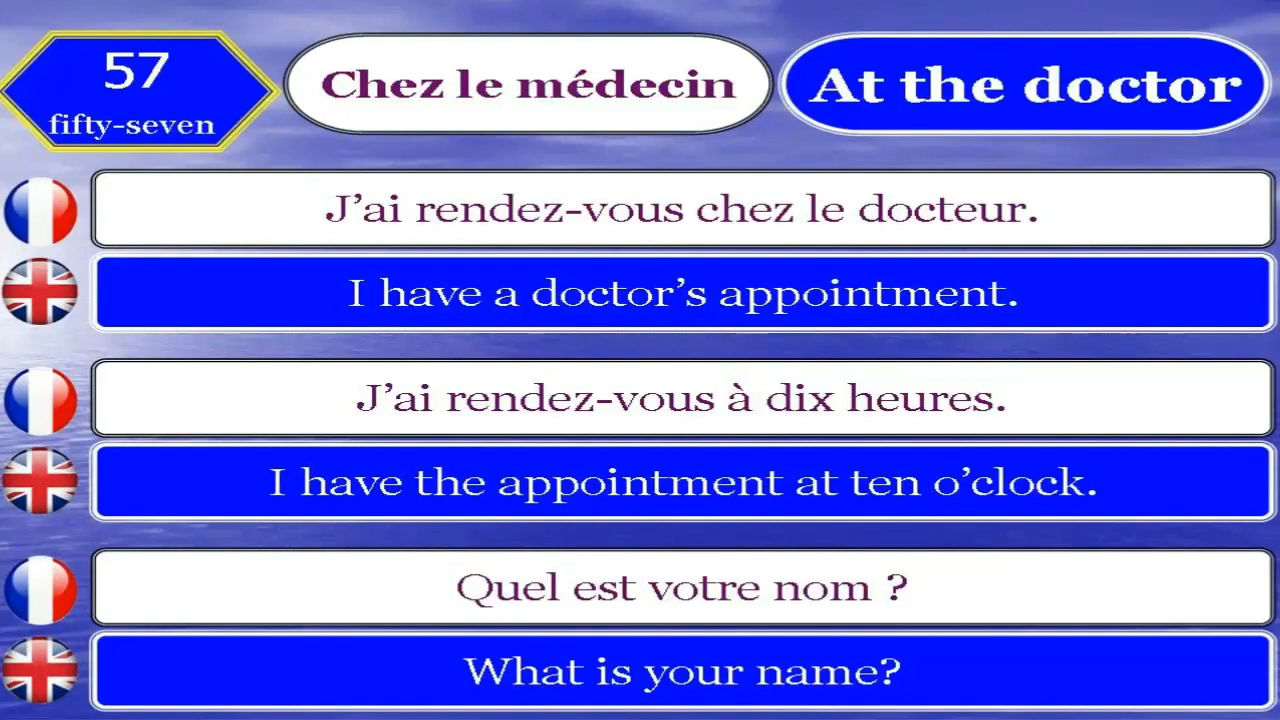 57
fifty-seven
Chez le médecin
At the doctor
J’ai rendez-vous chez le docteur.
I have a doctor’s appointment.
J’ai rendez-vous à dix heures.
I have the appointment at ten o’clock.
Quel est votre nom ?
What is your name?